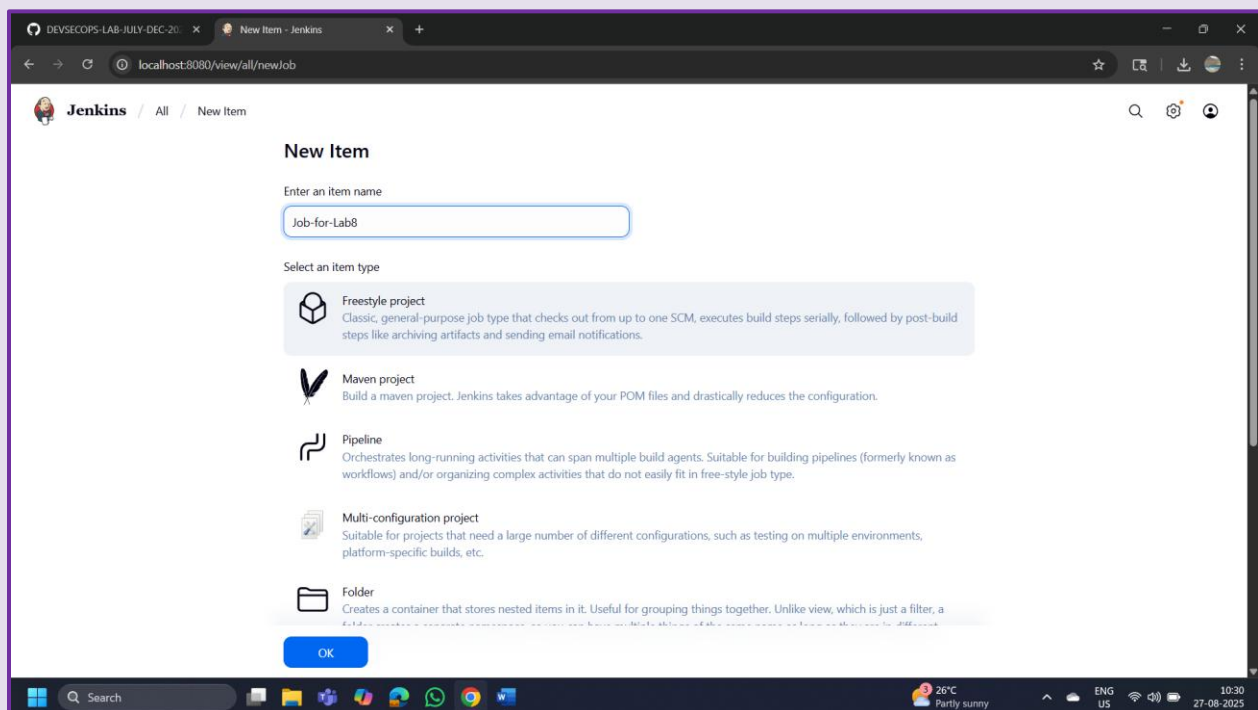 DEVSECOPS-LAB-JULY-DEC-20
New Item - Jenkins
localhost:8080/view/all/newJob
Jenkins / All / New Item
New Item
Enter an item name
Job-for-Lab8
Select an item type
Freestyle project
Classic, general-purpose job type that checks out from up to one SCM, executes build steps serially, followed by post-build
steps like archiving artifacts and sending email notifications.
Maven project
Build a maven project. Jenkins takes advantage of your POM files and drastically reduces the configuration.
Pipeline
Orchestrates long-running activities that can span multiple build agents. Suitable for building pipelines (formerly known as
workflows) and/or organizing complex activities that do not easily fit in free-style job type.
Multi-configuration project
Suitable for projects that need a large number of different configurations, such as testing on multiple environments,
platform-specific builds, etc.
Folder
Creates a container that stores nested items in it. Useful for grouping things together. Unlike view, which is just a filter, a
OK
Search
3
26°C
Partly sunny
ENG
US
10:30
27-08-2025